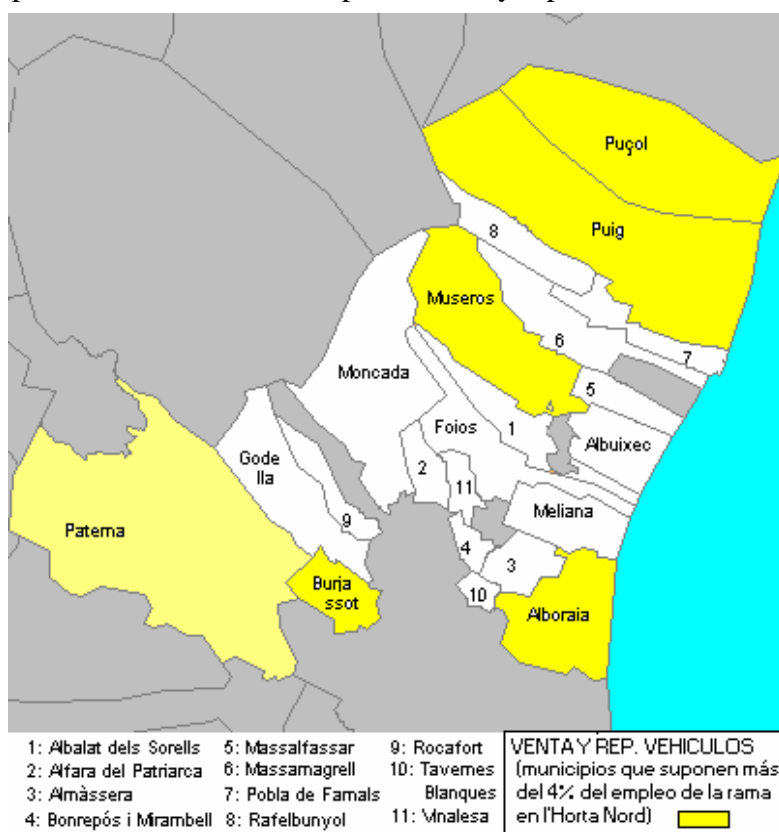 Puçol
Puig
8
Museros
6
7
Moncada
5
Foios
1
Albuixec
Gode
lla
2
11
9
Meliana
Paterna
4
3
Burja
ssot
10
Alboraia
1: Albalat dels Sorells
2: Alfara del Patriarca
3: Almàssera
4: Bonrepós i Mirambell
5: Massalfassar
6: Massamagrell
7: Pobla de Farnals
8: Rafelbunyol
9: Rocafort
10: Tavernes
Blanques
11: Vinalesa
VENTA Y REP. VEHICULOS
(municipios que suponen más
del 4% del empleo de la rama
en l'Horta Nord)